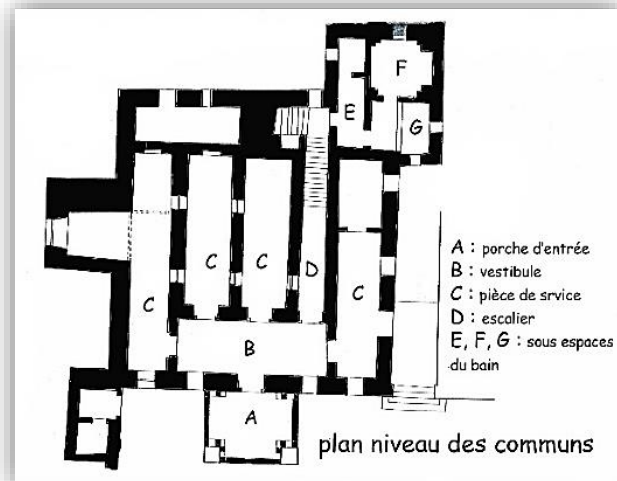 F
E
G
C
C
D
C
C
B
A
A : porche d'entrée
B : vestibule
C : pièce de srvice
D : escalier
E, F, G : sous espaces
du bain
plan niveau des communs